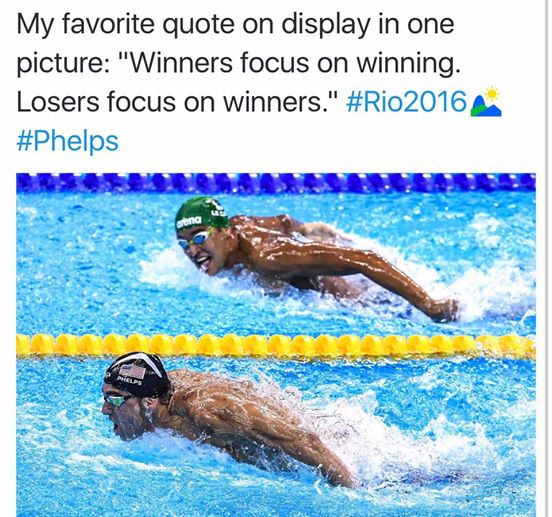 My favorite quote on display in one
picture: "Winners focus on winning.
Losers focus on winners." #Rio2016
#Phelps
arena
PHELPS